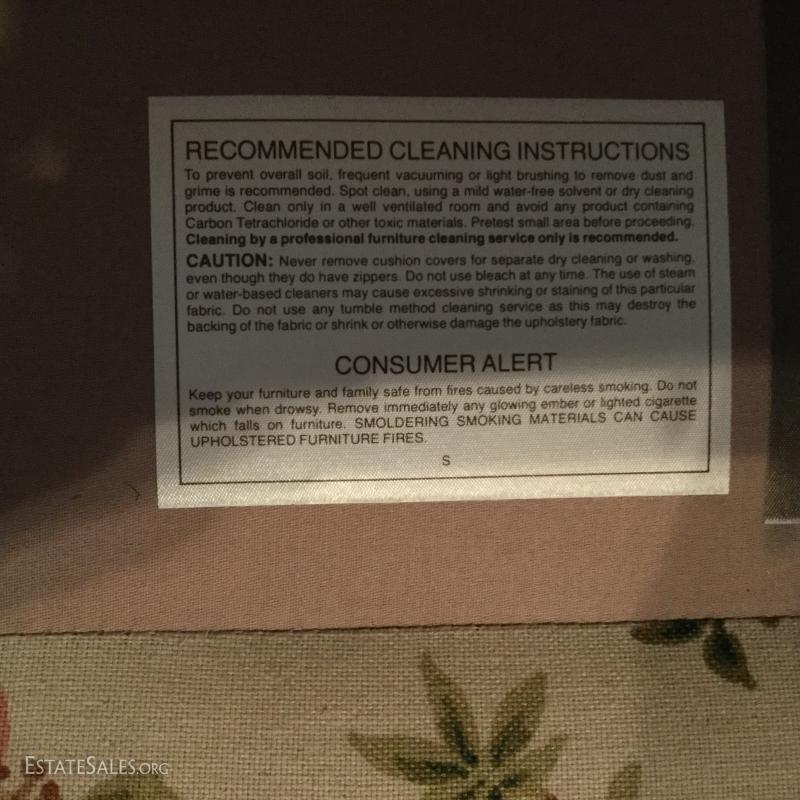 RECOMMENDED CLEANING INSTRUCTIONS
To prevent overall soil, frequent vacuuming or light brushing to remove dust and
grime is recommended. Spot clean, using a mild water-free solvent or dry cleaning
product. Clean only in a well ventilated room and avoid any product containing
Carbon Tetrachloride or other toxic materials. Pretest small area before proceeding.
Cleaning by a professional furniture cleaning service only is recommended.
CAUTION: Never remove cushion covers for separate dry cleaning or washing,
even though they do have zippers. Do not use bleach at any time. The use of steam
or water-based cleaners may cause excessive shrinking or staining of this particular
fabric. Do not use any tumble method cleaning service as this may destroy the
backing of the fabric or shrink or otherwise damage the upholstery fabric.
CONSUMER ALERT
Keep your furniture and family safe from fires caused by careless smoking. Do not
smoke when drowsy. Remove immediately any glowing ember or lighted cigarette
which falls on furniture. SMOLDERING SMOKING MATERIALS CAN CAUSE
UPHOLSTERED FURNITURE FIRES.
S
ESTATESALES.ORG